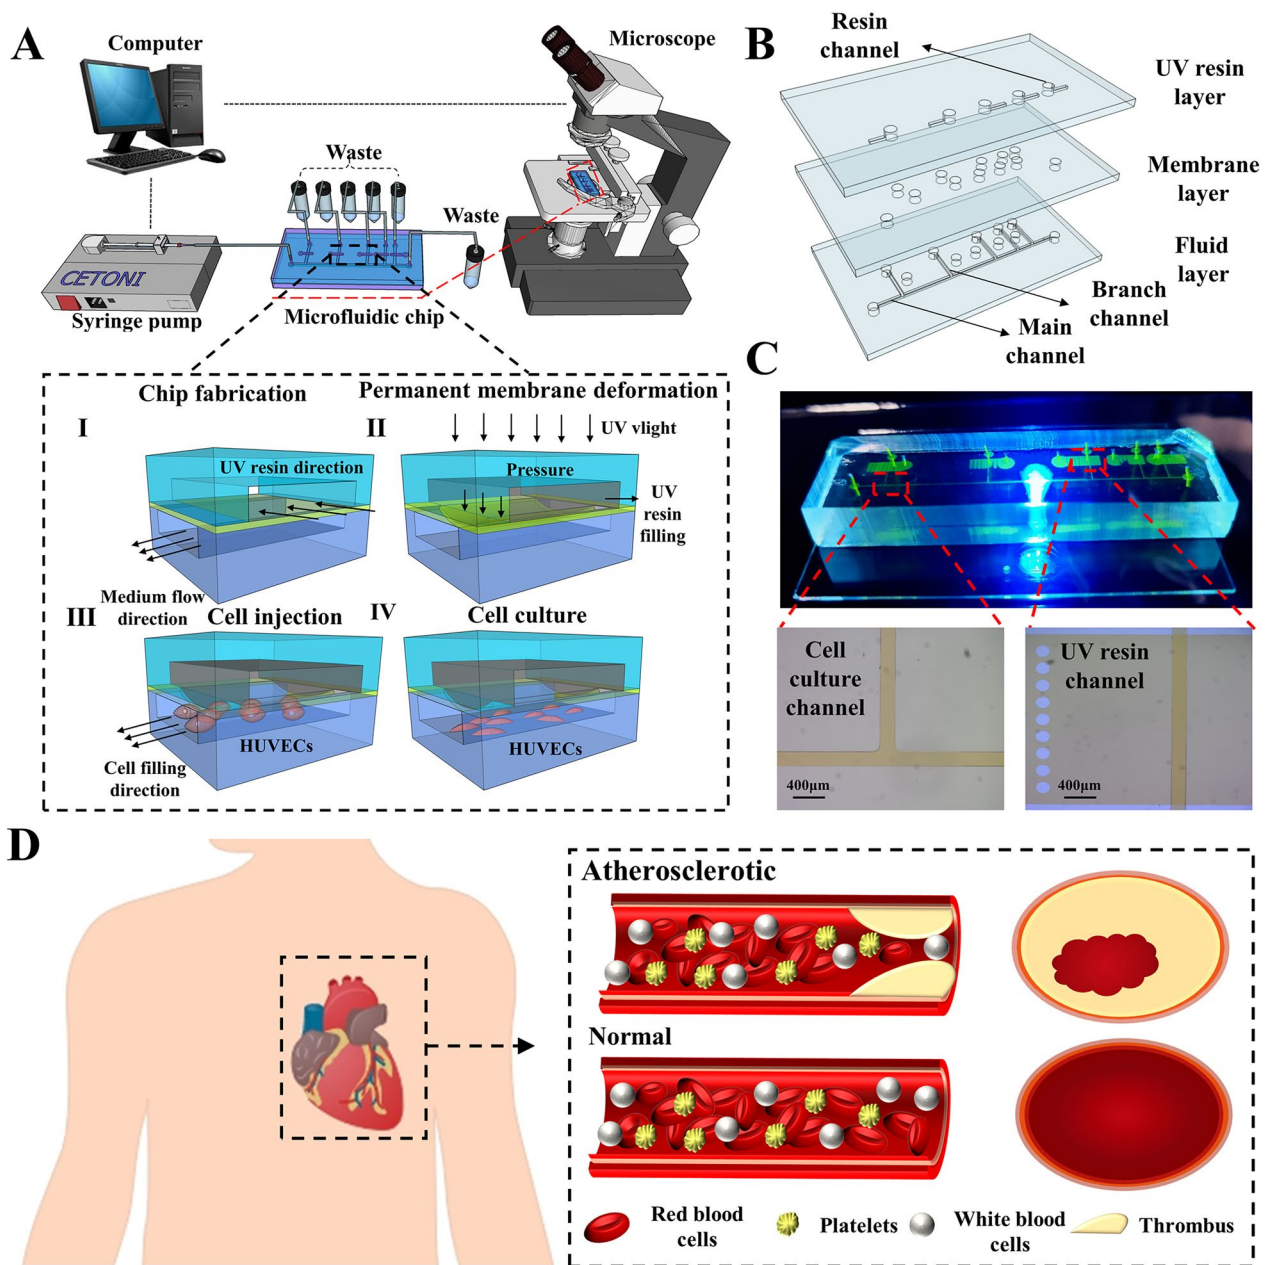 A
Computer
Microscope
Waste
Waste
CETONI
Syringe pump
Microfluidic chip
Chip fabrication
Permanent membrane deformation
I
II
UV vlight
UV resin direction
Pressure
UV
resin
filling
Medium flow
direction
III
Cell injection
IV
Cell culture
HUVECs
HUVECs
Cell filling
direction
B
Resin
channel
UV resin
layer
Membrane
layer
Fluid
layer
Branch
channel
Main
channel
C
Cell
culture
channel
400μm
UV resin
channel
400μm
D
Atherosclerotic
Normal
Red blood
cells
Platelets
White blood
cells
Thrombus